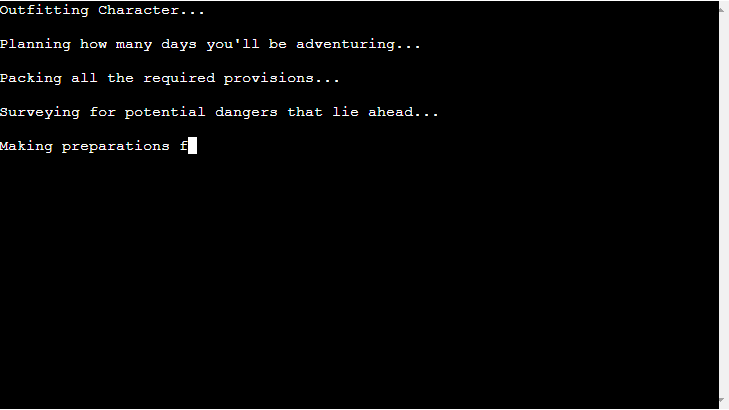 Outfitting Character...
Planning how many days you'll be adventuring...
Packing all the required provisions...
Surveying for potential dangers that lie ahead...
Making preparations f